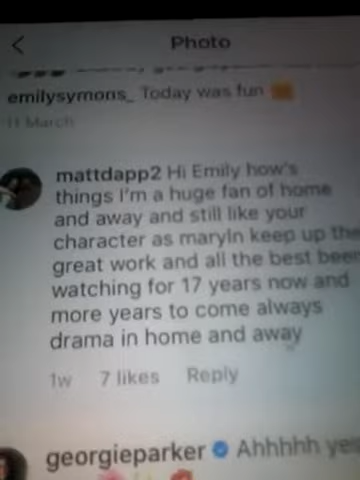 Photo
emilysymons_ Today was fun
11 March
mattdapp2 Hi Emily how's
things I'm a huge fan of home
and away and still like your
character as maryln keep up the
great work and all the best been
watching for 17 years now and
more years to come always
drama in home and away
1w 7 likes Reply
georgieparker Ahhhhh